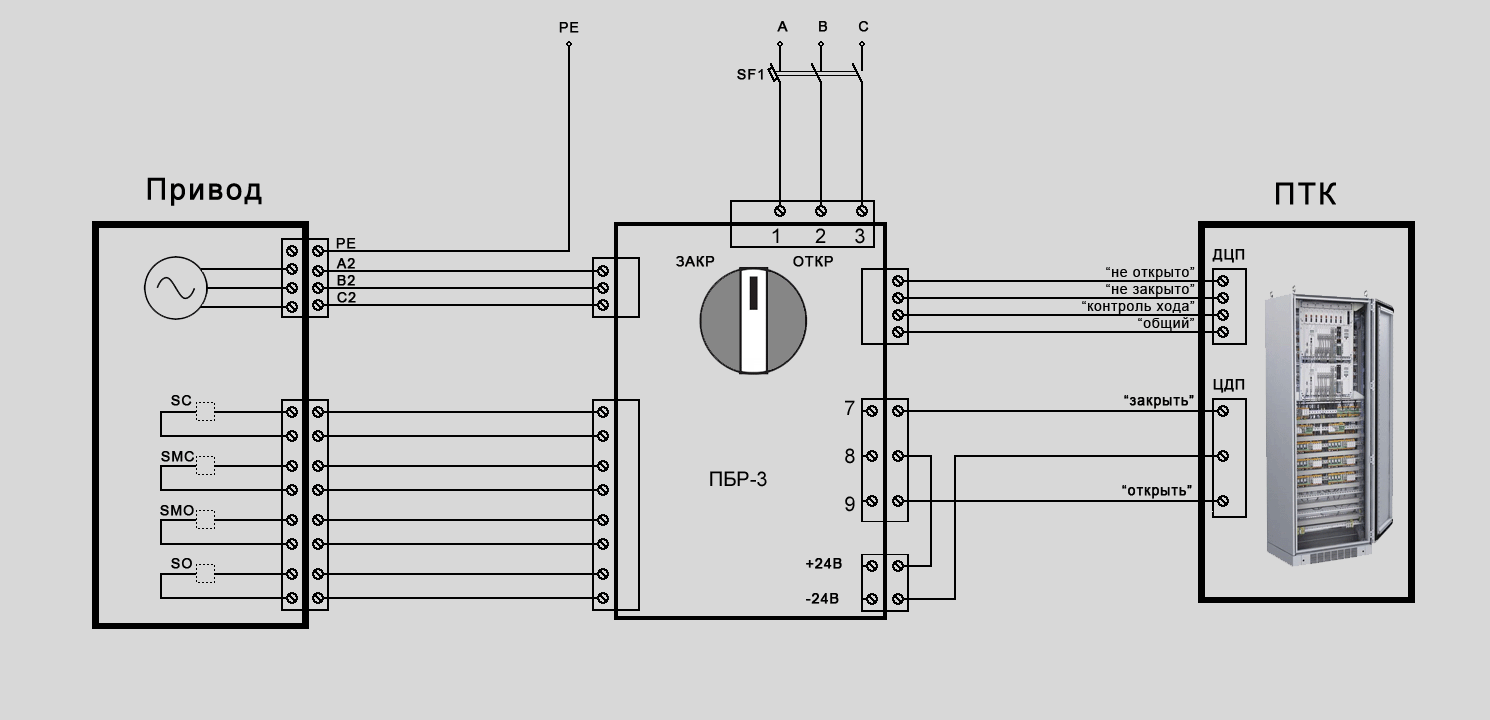 PE
A B C
SF1
Привод
ПТК
1 2 3
PE
A2
B2
C2
ЗАКР ОТКР
ДЦП
“не открыто”
“не закрыто”
“контроль хода”
“общий”
ЦДП
SC
7
“закрыть”
SMC
8
ПБР-3
SMO
9
“открыть”
SO
+24В
-24В